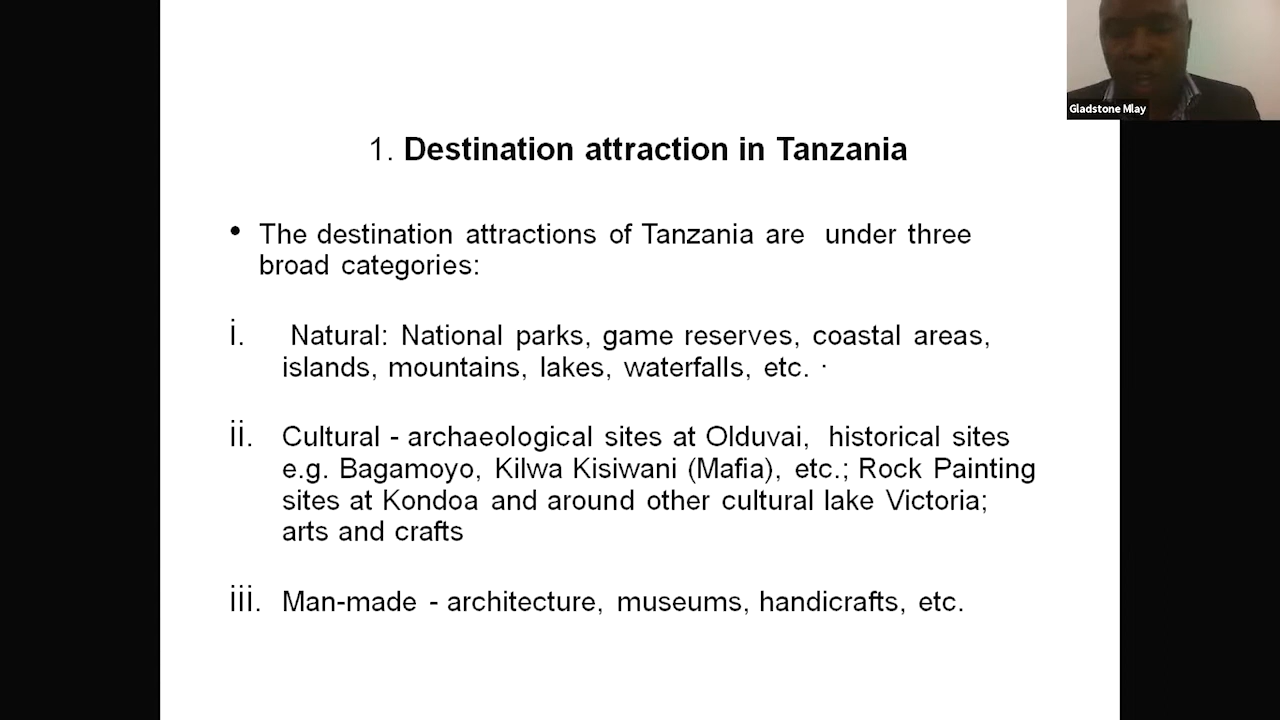 Gladstone Mlay
1. Destination attraction in Tanzania
• The destination attractions of Tanzania are under three
broad categories:
i. Natural: National parks, game reserves, coastal areas,
islands, mountains, lakes, waterfalls, etc. ·
ii. Cultural - archaeological sites at Olduvai, historical sites
e.g. Bagamoyo, Kilwa Kisiwani (Mafia), etc.; Rock Painting
sites at Kondoa and around other cultural lake Victoria;
arts and crafts
iii. Man-made - architecture, museums, handicrafts, etc.